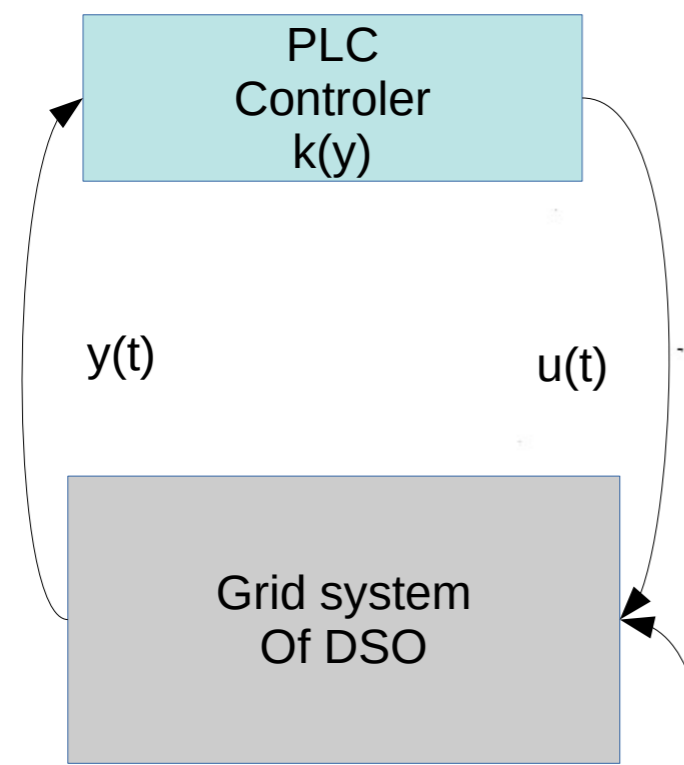 PLC
Controler
k(y)
y(t)
u(t)
Grid system
Of DSO